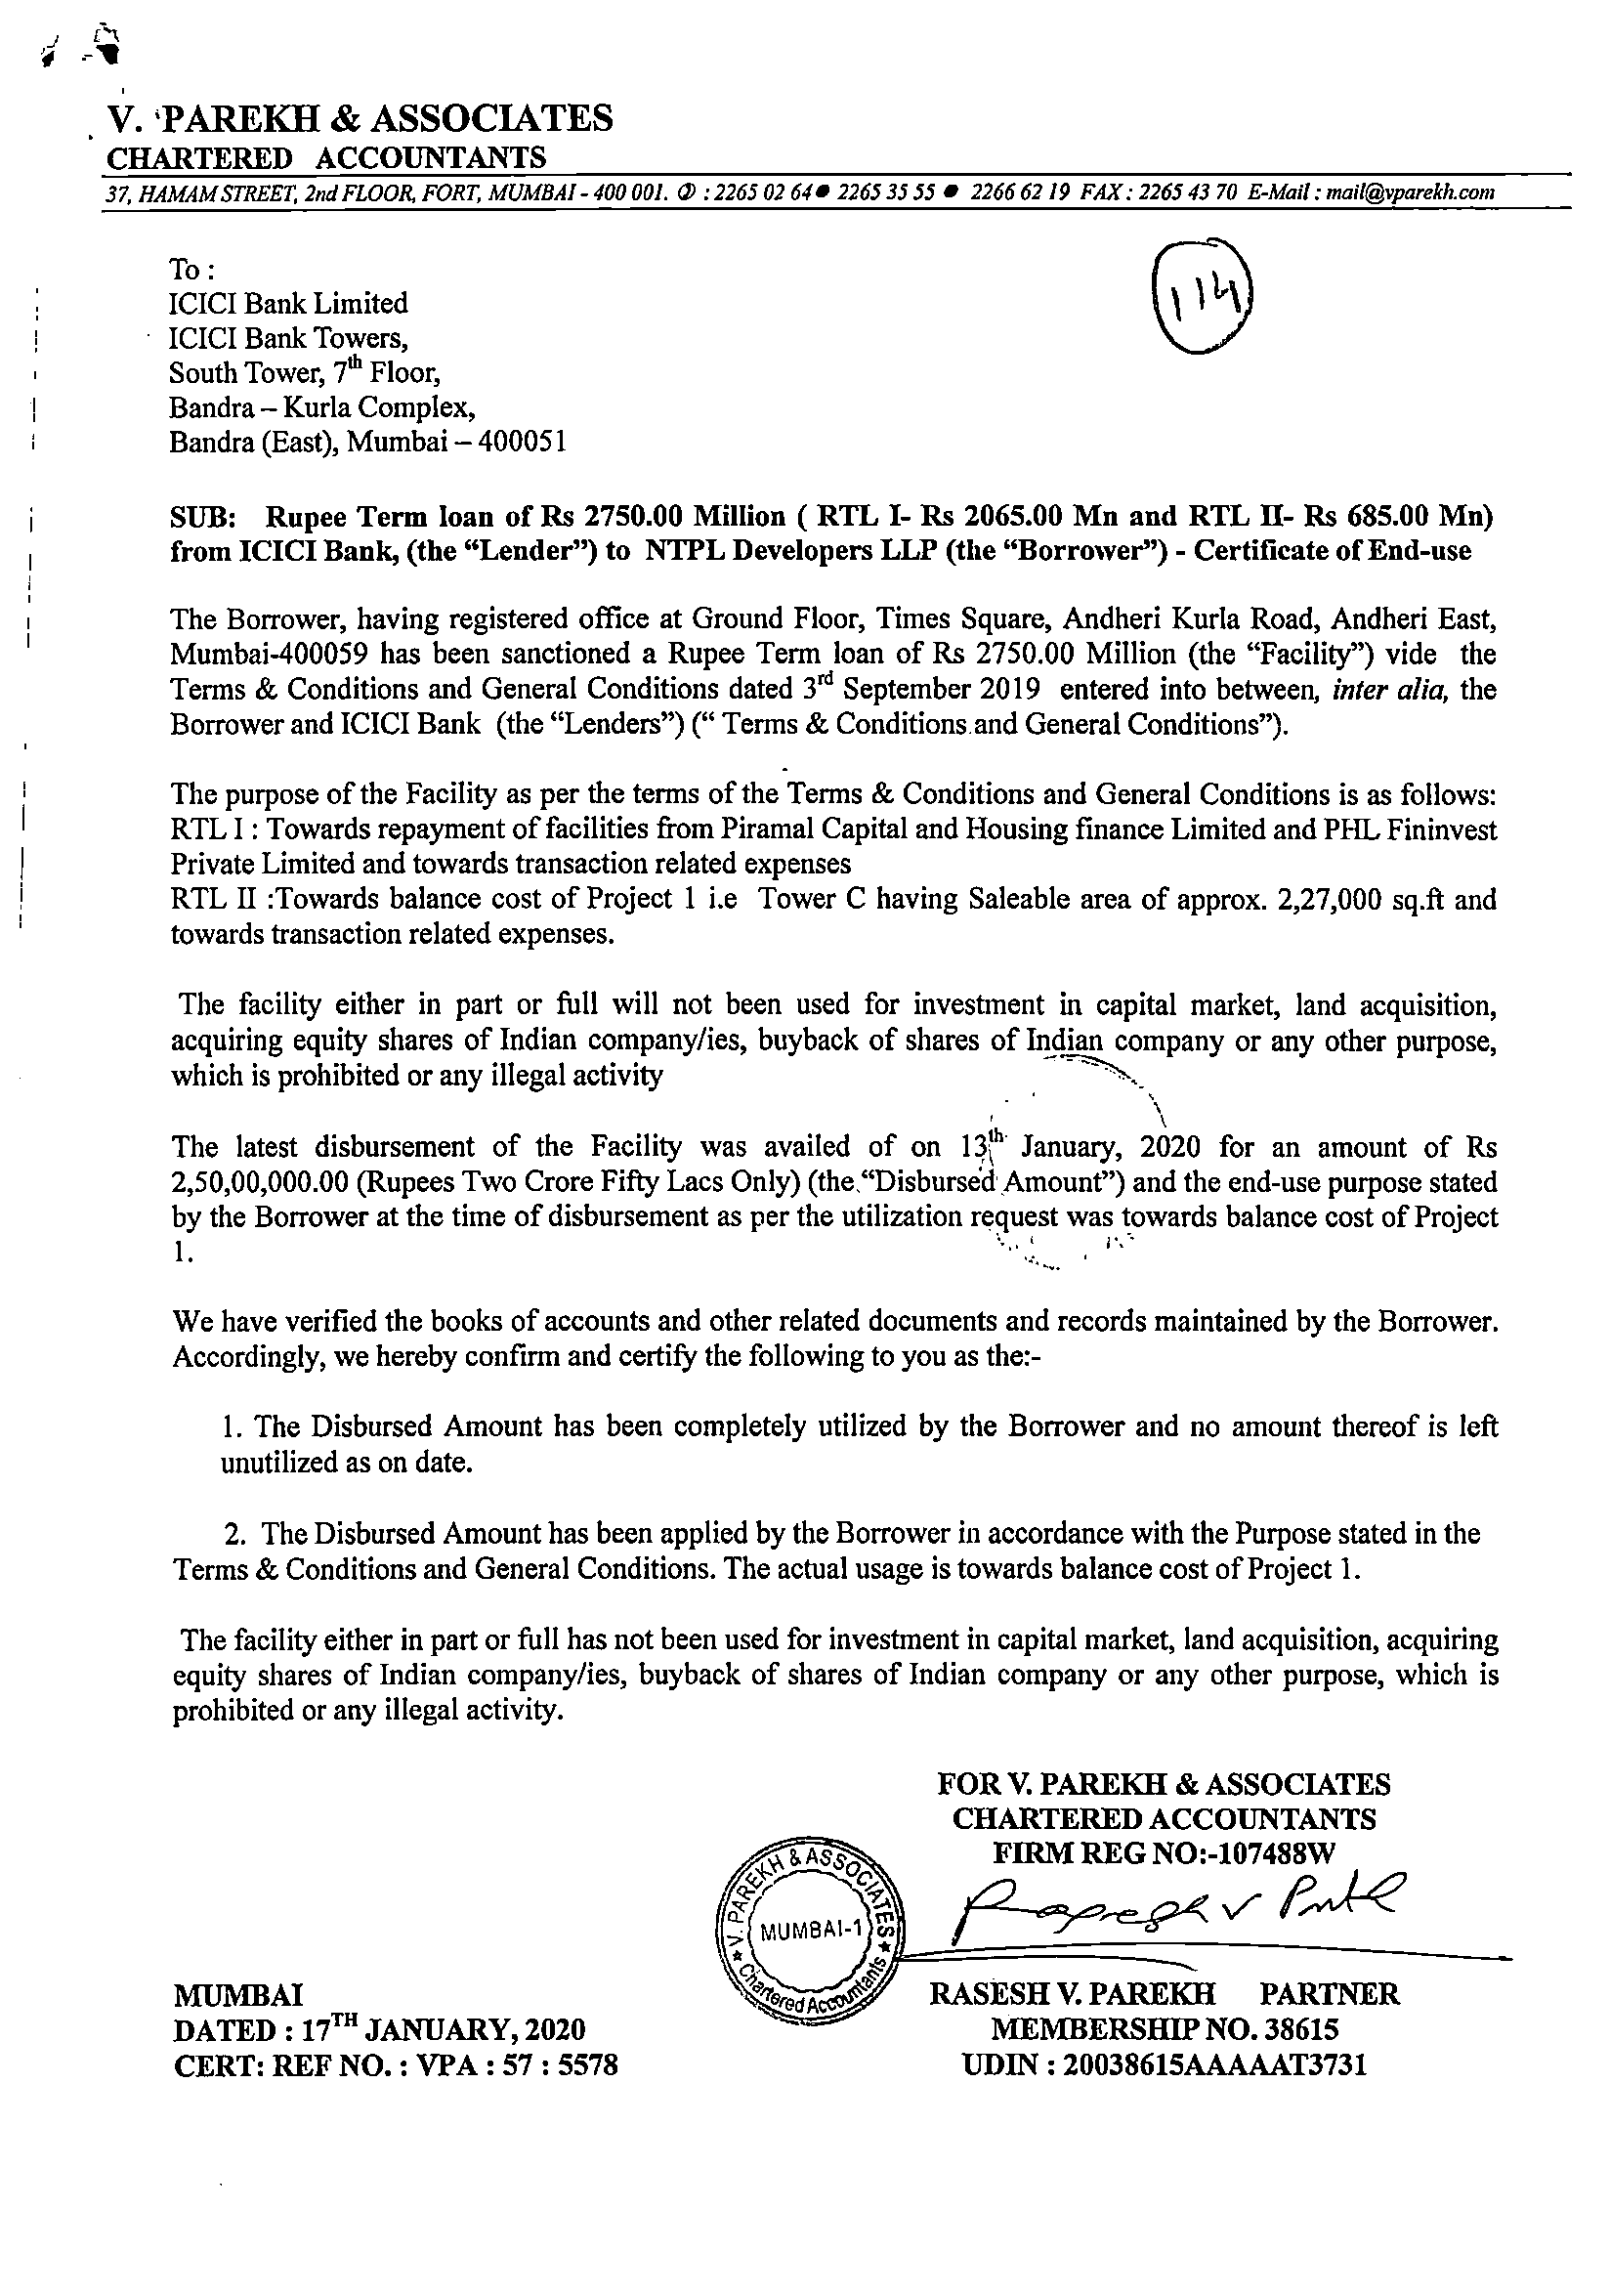 V. PAREKH & ASSOCIATES
CHARTERED ACCOUNTANTS
37, HAMAM STREET, 2nd FLOOR, FORT, MUMBAI - 400 001. ✆ : 2265 02 64 ● 2265 35 55 ● 2266 62 19 FAX : 2265 43 70 E-Mail : mail@vparekh.com
114
To :
ICICI Bank Limited
ICICI Bank Towers,
South Tower, 7th Floor,
Bandra – Kurla Complex,
Bandra (East), Mumbai – 400051
SUB: Rupee Term loan of Rs 2750.00 Million ( RTL I- Rs 2065.00 Mn and RTL II- Rs 685.00 Mn)
from ICICI Bank, (the “Lender”) to NTPL Developers LLP (the “Borrower”) - Certificate of End-use
The Borrower, having registered office at Ground Floor, Times Square, Andheri Kurla Road, Andheri East,
Mumbai-400059 has been sanctioned a Rupee Term loan of Rs 2750.00 Million (the “Facility”) vide the
Terms & Conditions and General Conditions dated 3rd September 2019 entered into between, inter alia, the
Borrower and ICICI Bank (the “Lenders”) (“ Terms & Conditions and General Conditions”).
The purpose of the Facility as per the terms of the Terms & Conditions and General Conditions is as follows:
RTL I : Towards repayment of facilities from Piramal Capital and Housing finance Limited and PHL Fininvest
Private Limited and towards transaction related expenses
RTL II :Towards balance cost of Project 1 i.e Tower C having Saleable area of approx. 2,27,000 sq.ft and
towards transaction related expenses.
The facility either in part or full will not been used for investment in capital market, land acquisition,
acquiring equity shares of Indian company/ies, buyback of shares of Indian company or any other purpose,
which is prohibited or any illegal activity
The latest disbursement of the Facility was availed of on 13th January, 2020 for an amount of Rs
2,50,00,000.00 (Rupees Two Crore Fifty Lacs Only) (the “Disbursed Amount”) and the end-use purpose stated
by the Borrower at the time of disbursement as per the utilization request was towards balance cost of Project
1.
We have verified the books of accounts and other related documents and records maintained by the Borrower.
Accordingly, we hereby confirm and certify the following to you as the:-
1. The Disbursed Amount has been completely utilized by the Borrower and no amount thereof is left
unutilized as on date.
2. The Disbursed Amount has been applied by the Borrower in accordance with the Purpose stated in the
Terms & Conditions and General Conditions. The actual usage is towards balance cost of Project 1.
The facility either in part or full has not been used for investment in capital market, land acquisition, acquiring
equity shares of Indian company/ies, buyback of shares of Indian company or any other purpose, which is
prohibited or any illegal activity.
FOR V. PAREKH & ASSOCIATES
CHARTERED ACCOUNTANTS
FIRM REG NO:-107488W
V. PAREKH & ASSOCIATES
MUMBAI-1
Chartered Accountants
RASESH V. PAREKH PARTNER
MEMBERSHIP NO. 38615
UDIN : 20038615AAAAAT3731
MUMBAI
DATED : 17TH JANUARY, 2020
CERT: REF NO. : VPA : 57 : 5578